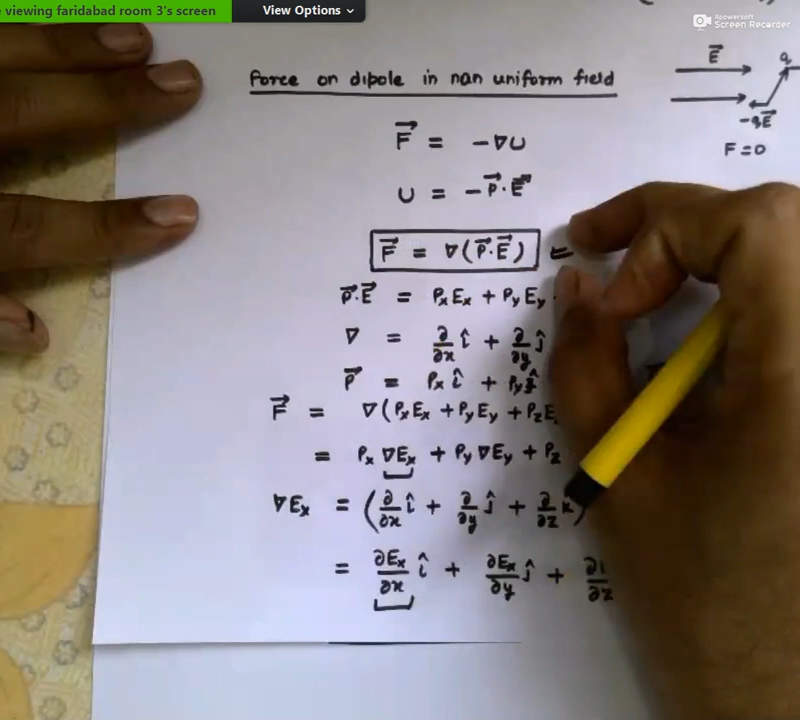 viewing faridabad room 3's screen
View Options
Apowersoft
Screen Recorder
Force on dipole in nan uniform field
F⃗ = -∇U
U = -P⃗·E⃗
F⃗ = ∇(P⃗·E⃗) ⇐
P⃗·E⃗ = PxEx + PyEy
∇ = ∂/∂x î + ∂/∂y ĵ
P⃗ = Px î + Py ĵ
F⃗ = ∇(PxEx + PyEy + PzE
= Px ∇Ex + Py ∇Ey + Pz
∇Ex = (∂/∂x î + ∂/∂y ĵ + ∂/∂z k)
= ∂Ex/∂x î + ∂Ex/∂y ĵ +
E⃗
q
-qE⃗
F = 0